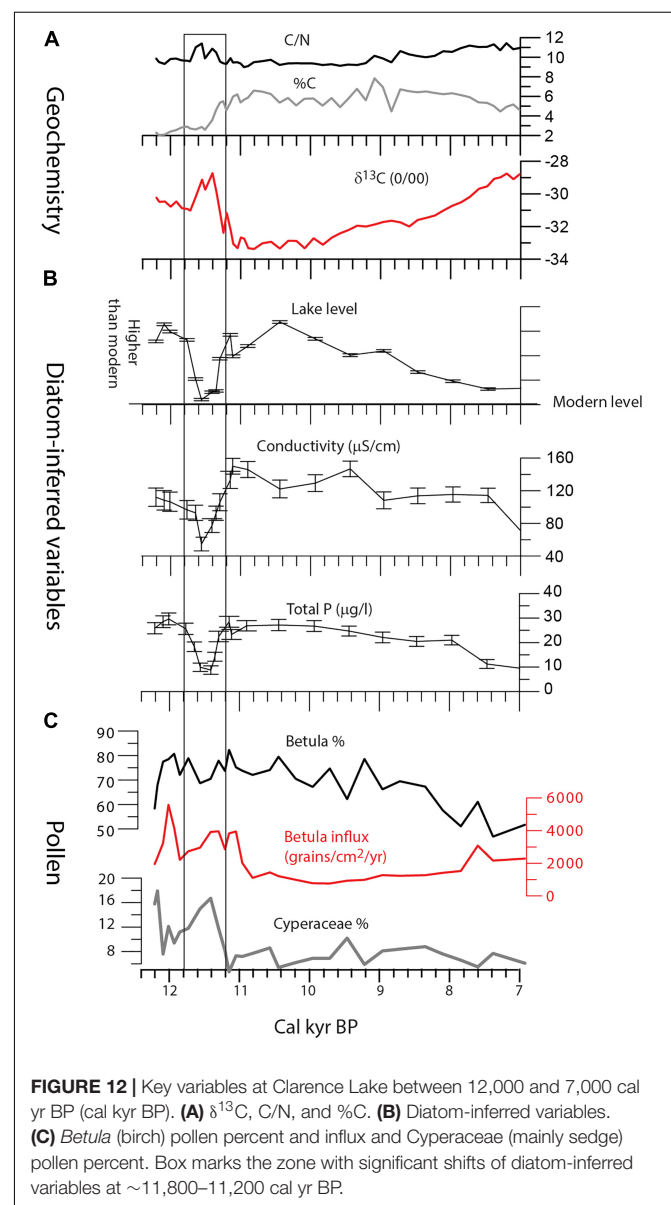 A
Geochemistry
C/N
%C
12
10
8
6
4
2
δ13C (0/00)
-28
-30
-32
-34
B
Diatom-inferred variables
Higher
than modern
Lake level
Modern level
Conductivity (μS/cm)
160
120
80
40
Total P (μg/l)
40
30
20
10
0
C
Pollen
90
80
70
60
50
Betula %
6000
4000
2000
0
Betula influx
(grains/cm2/yr)
20
16
12
8
Cyperaceae %
12 11 10 9 8 7
Cal kyr BP
FIGURE 12 | Key variables at Clarence Lake between 12,000 and 7,000 cal
yr BP (cal kyr BP). (A) δ13C, C/N, and %C. (B) Diatom-inferred variables.
(C) Betula (birch) pollen percent and influx and Cyperaceae (mainly sedge)
pollen percent. Box marks the zone with significant shifts of diatom-inferred
variables at ~11,800–11,200 cal yr BP.